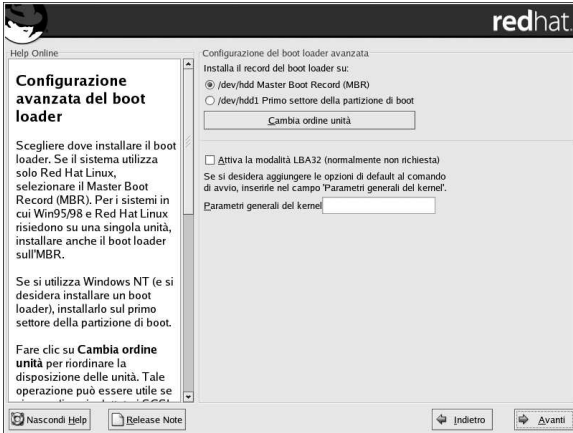 redhat.
Help Online
Configurazione
avanzata del boot
loader
Scegliere dove installare il boot
loader. Se il sistema utilizza
solo Red Hat Linux,
selezionare il Master Boot
Record (MBR). Per i sistemi in
cui Win95/98 e Red Hat Linux
risiedono su una singola unità,
installare anche il boot loader
sull'MBR.
Se si utilizza Windows NT (e si
desidera installare un boot
loader), installarlo sul primo
settore della partizione di boot.
Fare clic su Cambia ordine
unità per riordinare la
disposizione delle unità. Tale
operazione può essere utile se
Configurazione del boot loader avanzata
Installa il record del boot loader su:
/dev/hdd Master Boot Record (MBR)
/dev/hdd1 Primo settore della partizione di boot
Cambia ordine unità
Attiva la modalità LBA32 (normalmente non richiesta)
Se si desidera aggiungere le opzioni di default al comando
di avvio, inserirle nel campo 'Parametri generali del kernel'.
Parametri generali del kernel
Nascondi Help
Release Note
Indietro
Avanti